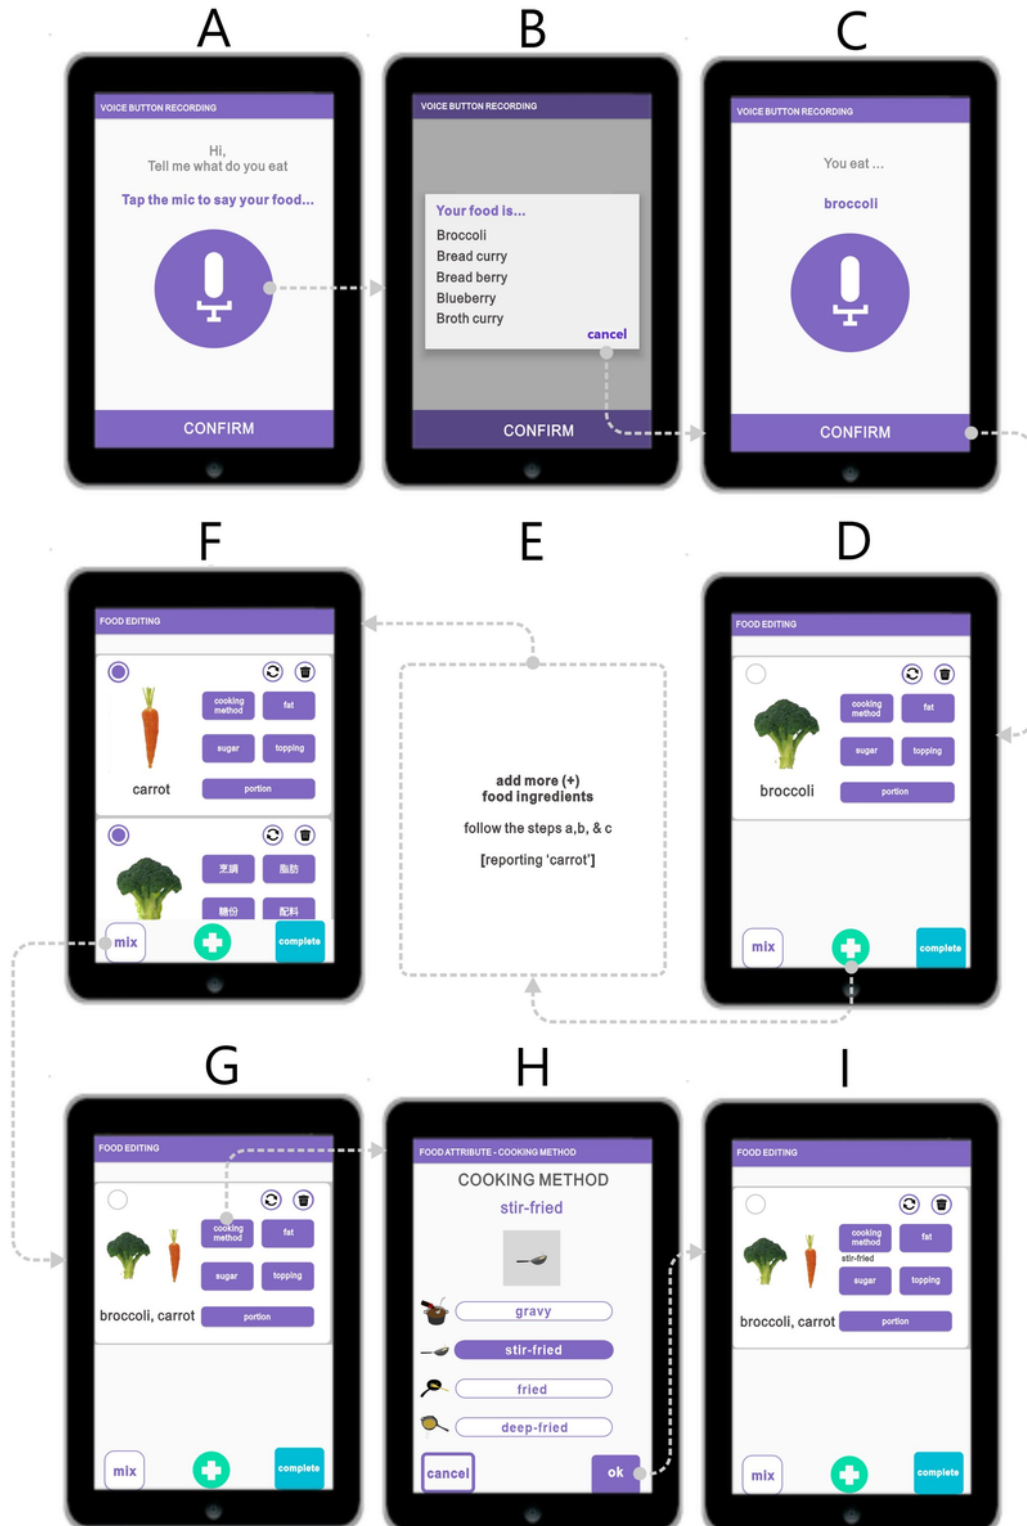 A
B
C
VOICE BUTTON RECORDING
Hi,
Tell me what do you eat
Tap the mic to say your food...
CONFIRM
VOICE BUTTON RECORDING
Your food is...
Broccoli
Bread curry
Bread berry
Blueberry
Broth curry
cancel
CONFIRM
VOICE BUTTON RECORDING
You eat ...
broccoli
CONFIRM
F
E
D
FOOD EDITING
cooking
method
fat
sugar
topping
carrot
portion
烹調
脂肪
糖份
配料
mix
complete
add more (+)
food ingredients
follow the steps a,b, & c
[reporting ‘carrot’]
FOOD EDITING
cooking
method
fat
sugar
topping
broccoli
portion
mix
complete
G
H
I
FOOD EDITING
cooking
method
fat
sugar
topping
broccoli, carrot
portion
mix
complete
FOOD ATTRIBUTE - COOKING METHOD
COOKING METHOD
stir-fried
gravy
stir-fried
fried
deep-fried
cancel
ok
FOOD EDITING
cooking
method
fat
stir-fried
sugar
topping
broccoli, carrot
portion
mix
complete